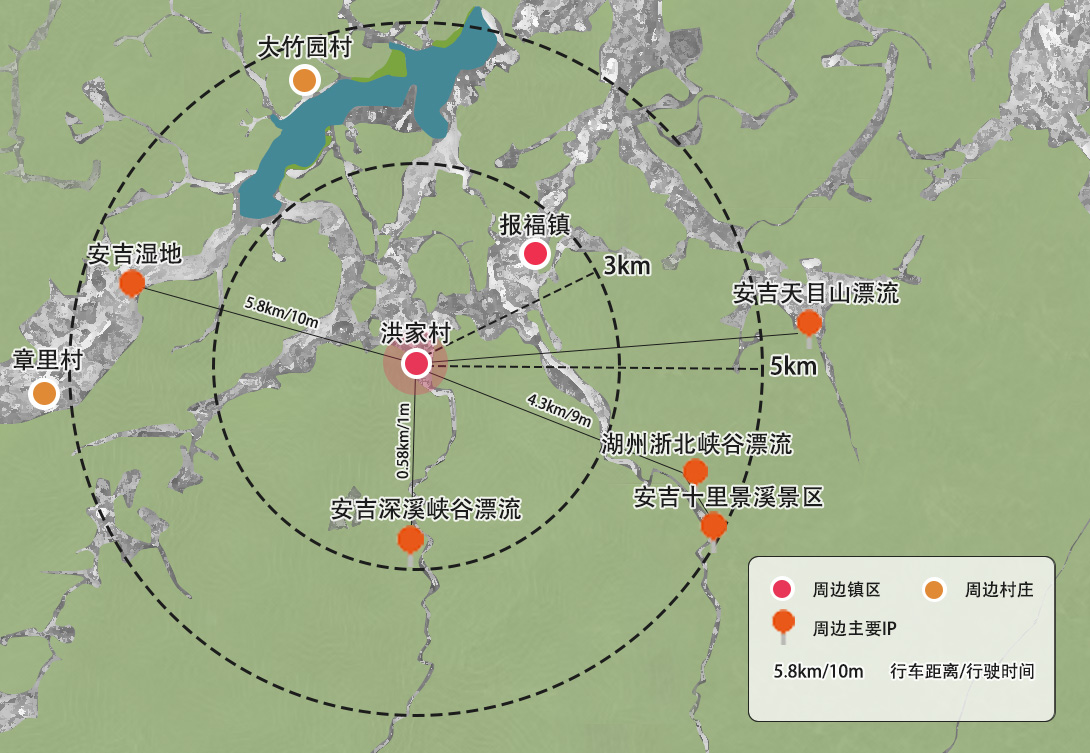 大竹园村
报福镇
安吉湿地
3km
安吉天目山漂流
5.8km/10m
洪家村
章里村
5km
4.3km/9m
0.58km/1m
湖州浙北峡谷漂流
安吉十里景溪景区
安吉深溪峡谷漂流
周边镇区
周边村庄
周边主要IP
5.8km/10m 行车距离/行驶时间